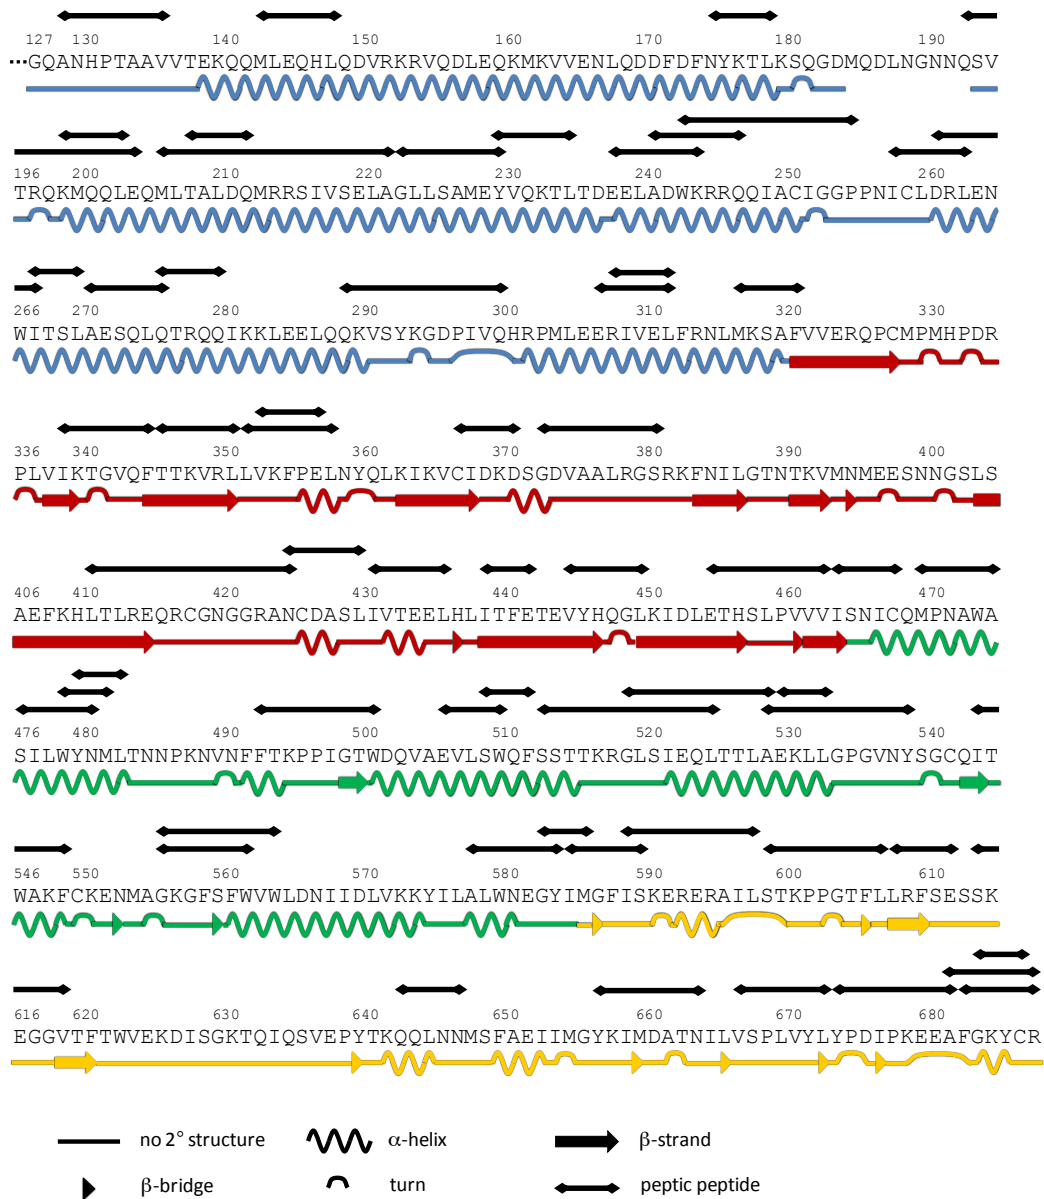 127 130 140 150 160 170 180 190
···GQANHPTAAVVTEKQQMLEQHLQDVRKRVQDLEQKMKVVENLQDDFDFNYKTLKSQGDMQDLNGNNQSV
196 200 210 220 230 240 250 260
TRQKMQQLEQMLTALDQMRRSIVSELAGLLSAMEYVQKTLTDEELADWKRRQQIACIGGPPNICLDRLEN
266 270 280 290 300 310 320 330
WITSLAESQLQTRQQIKKLEELQQKVSYKGDPIVQHRPMLEERIVELFRNLMKSAFVVERQPCMPMHPDR
336 340 350 360 370 380 390 400
PLVIKTGVQFTTKVRLLVKFPELNYQLKIKVCIDKDSGDVAALRGSRKFNILGTNTKVMNMEESNNGSLS
406 410 420 430 440 450 460 470
AEFKHLTLREQRCGNGGRANCDASLIVTEELHLITFETEVYHQGLKIDLETHSLPVVVISNICQMPNAWA
476 480 490 500 510 520 530 540
SILWYNMLTNNPKNVNFFTKPPIGTWDQVAEVLSWQFSSTTKRGLSIEQLTTLAEKLLGPGVNYSGCQIT
546 550 560 570 580 590 600 610
WAKFCKENMAGKGFSFWVWLDNIIDLVKKYILALWNEGYIMGFISKERERAILSTKPPGTFLLRFSESSK
616 620 630 640 650 660 670 680
EGGVTFTWVEKDISGKTQIQSVEPYTKQQLNNMSFAEIIMGYKIMDATNILVSPLVYLYPDIPKEEAFGKYCR
no 2° structure α-helix β-strand
β-bridge turn peptic peptide